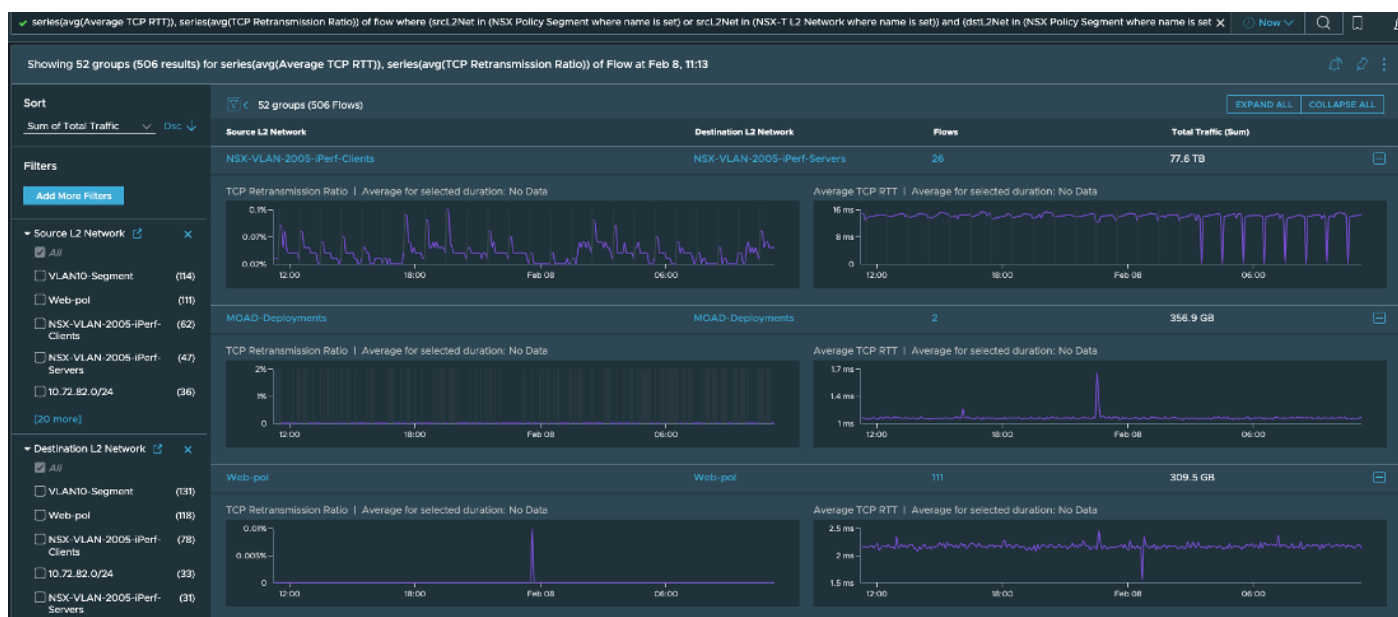 series(avg(Average TCP RTT)), series(avg(TCP Retransmission Ratio)) of flow where (srcL2Net in (NSX Policy Segment where name is set) or srcL2Net in (NSX-T L2 Network where name is set)) and (dstL2Net in (NSX Policy Segment where name is set
Now
Showing 52 groups (506 results) for series(avg(Average TCP RTT)), series(avg(TCP Retransmission Ratio)) of Flow at Feb 8, 11:13
Sort
Sum of Total Traffic Dsc
Filters
Add More Filters
Source L2 Network
All
VLAN10-Segment (114)
Web-pol (111)
NSX-VLAN-2005-iPerf- (62)
Clients
NSX-VLAN-2005-iPerf- (47)
Servers
10.72.82.0/24 (36)
[20 more]
Destination L2 Network
All
VLAN10-Segment (131)
Web-pol (118)
NSX-VLAN-2005-iPerf- (78)
Clients
10.72.82.0/24 (33)
NSX-VLAN-2005-iPerf- (31)
Servers
52 groups (506 Flows)
EXPAND ALL COLLAPSE ALL
Source L2 Network Destination L2 Network Flows Total Traffic (Sum)
NSX-VLAN-2005-iPerf-Clients NSX-VLAN-2005-iPerf-Servers 26 77.6 TB
TCP Retransmission Ratio | Average for selected duration: No Data
0.1%
0.07%
0.02%
12:00 18:00 Feb 08 06:00
Average TCP RTT | Average for selected duration: No Data
16 ms
8 ms
0
12:00 18:00 Feb 08 06:00
MOAD-Deployments MOAD-Deployments 2 356.9 GB
TCP Retransmission Ratio | Average for selected duration: No Data
2%
1%
0
12:00 18:00 Feb 08 06:00
Average TCP RTT | Average for selected duration: No Data
1.7 ms
1.4 ms
1 ms
12:00 18:00 Feb 08 06:00
Web-pol Web-pol 111 309.5 GB
TCP Retransmission Ratio | Average for selected duration: No Data
0.01%
0.005%
0
12:00 18:00 Feb 08 06:00
Average TCP RTT | Average for selected duration: No Data
2.5 ms
2 ms
1.5 ms
12:00 18:00 Feb 08 06:00